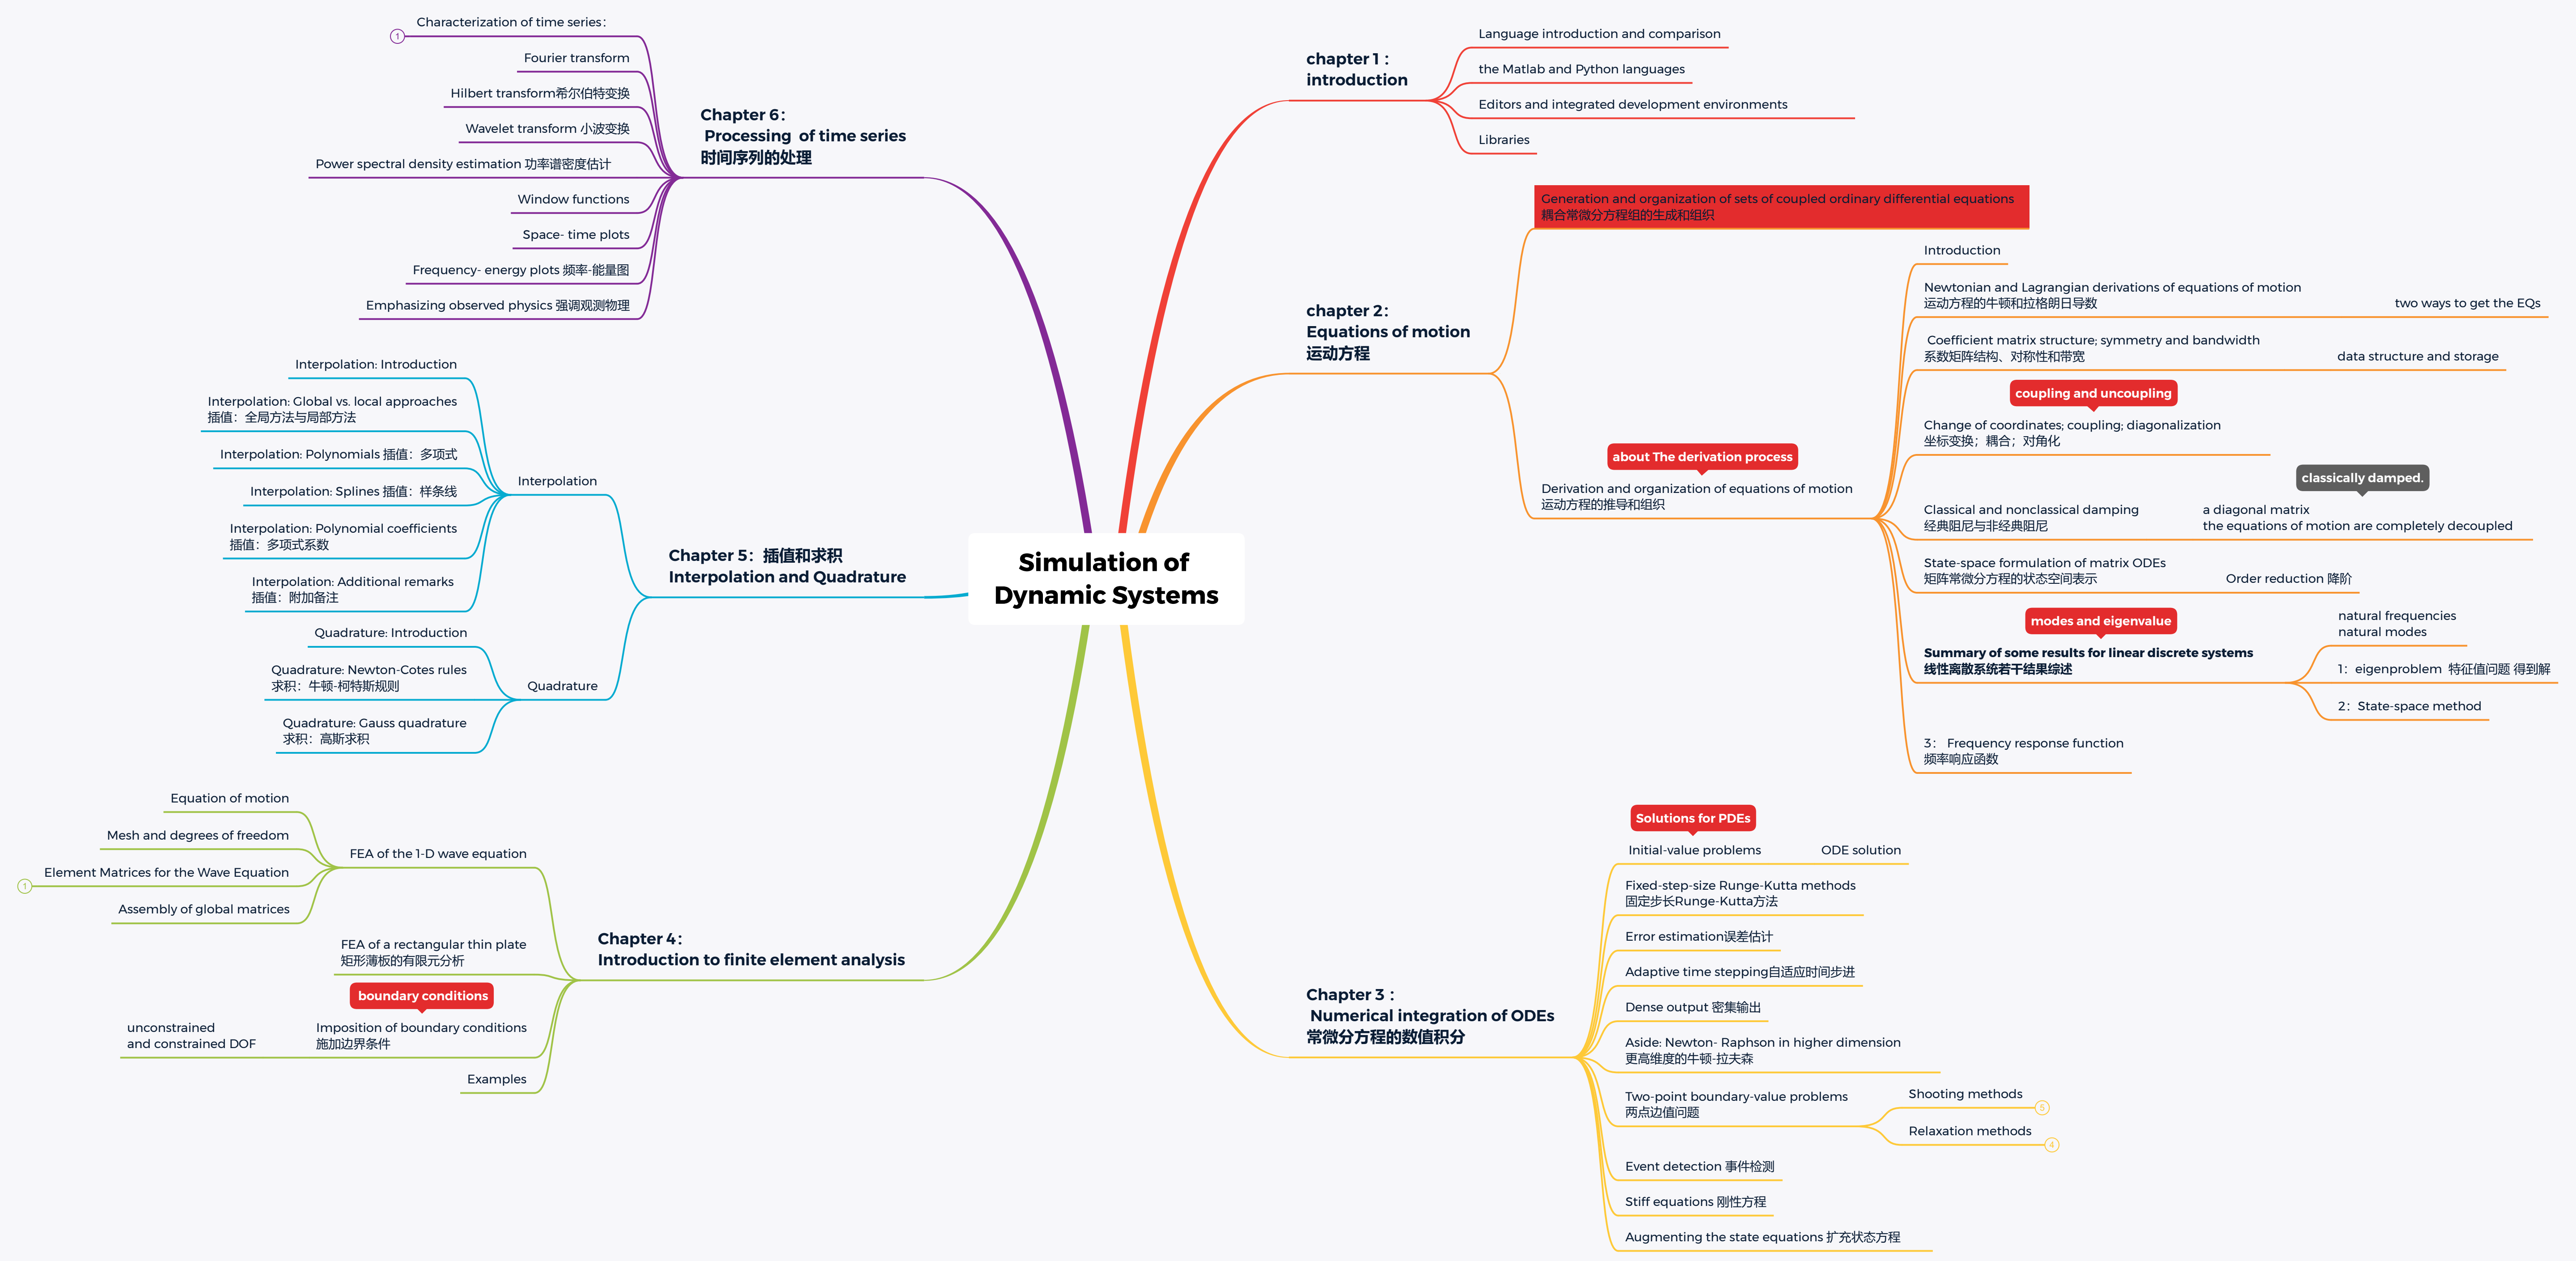 Simulation of
Dynamic Systems
chapter 1：
introduction
Language introduction and comparison
the Matlab and Python languages
Editors and integrated development environments
Libraries
chapter 2：
Equations of motion
运动方程
Generation and organization of sets of coupled ordinary differential equations
耦合常微分方程组的生成和组织
about The derivation process
Derivation and organization of equations of motion
运动方程的推导和组织
Introduction
Newtonian and Lagrangian derivations of equations of motion
运动方程的牛顿和拉格朗日导数
two ways to get the EQs
Coefficient matrix structure; symmetry and bandwidth
系数矩阵结构、对称性和带宽
data structure and storage
coupling and uncoupling
Change of coordinates; coupling; diagonalization
坐标变换；耦合；对角化
classically damped.
Classical and nonclassical damping
经典阻尼与非经典阻尼
a diagonal matrix
the equations of motion are completely decoupled
State-space formulation of matrix ODEs
矩阵常微分方程的状态空间表示
Order reduction 降阶
modes and eigenvalue
Summary of some results for linear discrete systems
线性离散系统若干结果综述
natural frequencies
natural modes
1：eigenproblem 特征值问题 得到解
2：State-space method
3： Frequency response function
频率响应函数
Chapter 3：
Numerical integration of ODEs
常微分方程的数值积分
Solutions for PDEs
Initial-value problems
ODE solution
Fixed-step-size Runge-Kutta methods
固定步长Runge-Kutta方法
Error estimation误差估计
Adaptive time stepping自适应时间步进
Dense output 密集输出
Aside: Newton- Raphson in higher dimension
更高维度的牛顿-拉夫森
Two-point boundary-value problems
两点边值问题
Shooting methods
5
Relaxation methods
4
Event detection 事件检测
Stiff equations 刚性方程
Augmenting the state equations 扩充状态方程
Chapter 4：
Introduction to finite element analysis
FEA of the 1-D wave equation
Equation of motion
Mesh and degrees of freedom
Element Matrices for the Wave Equation
1
Assembly of global matrices
FEA of a rectangular thin plate
矩形薄板的有限元分析
boundary conditions
Imposition of boundary conditions
施加边界条件
unconstrained
and constrained DOF
Examples
Chapter 5：插值和求积
Interpolation and Quadrature
Interpolation
Interpolation: Introduction
Interpolation: Global vs. local approaches
插值：全局方法与局部方法
Interpolation: Polynomials 插值：多项式
Interpolation: Splines 插值：样条线
Interpolation: Polynomial coefficients
插值：多项式系数
Interpolation: Additional remarks
插值：附加备注
Quadrature
Quadrature: Introduction
Quadrature: Newton-Cotes rules
求积：牛顿-柯特斯规则
Quadrature: Gauss quadrature
求积：高斯求积
Chapter 6：
Processing of time series
时间序列的处理
Characterization of time series：
1
Fourier transform
Hilbert transform希尔伯特变换
Wavelet transform 小波变换
Power spectral density estimation 功率谱密度估计
Window functions
Space- time plots
Frequency- energy plots 频率-能量图
Emphasizing observed physics 强调观测物理